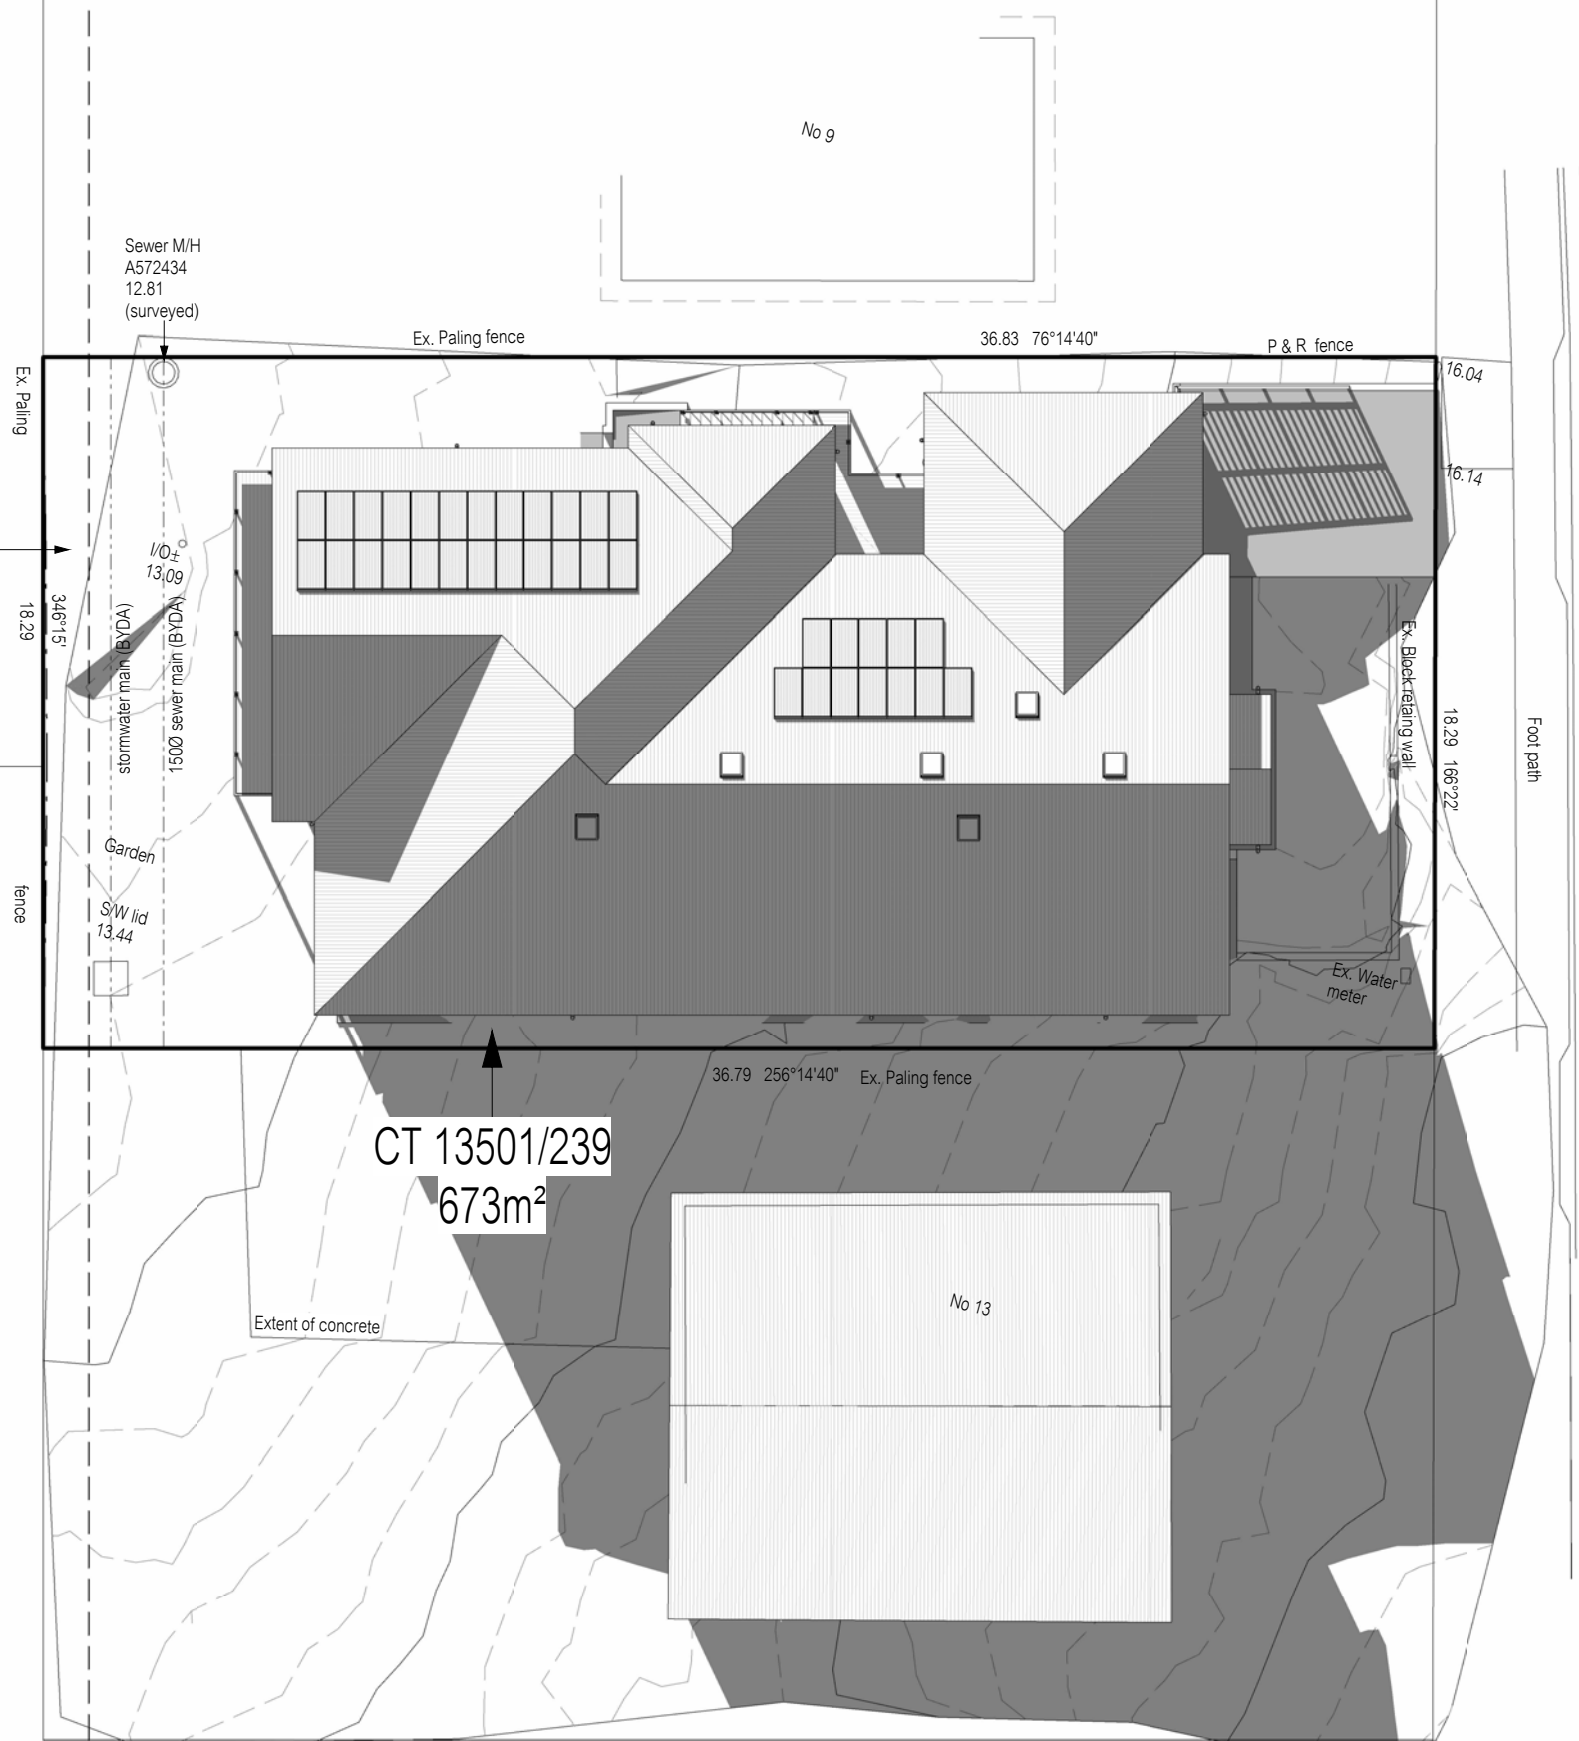 No 9
Sewer M/H
A572434
12.81
(surveyed)
Ex. Paling fence
36.83 76°14'40"
P & R fence
16.04
16.14
Ex. Paling
fence
18.29
346°15'
I/O±
13.09
stormwater main (BYDA)
150Ø sewer main (BYDA)
Garden
S/W lid
13.44
Ex. Block retaing wall
18.29 166°22'
Foot path
Ex. Water
meter
36.79 256°14'40" Ex. Paling fence
CT 13501/239
673m²
Extent of concrete
No 13